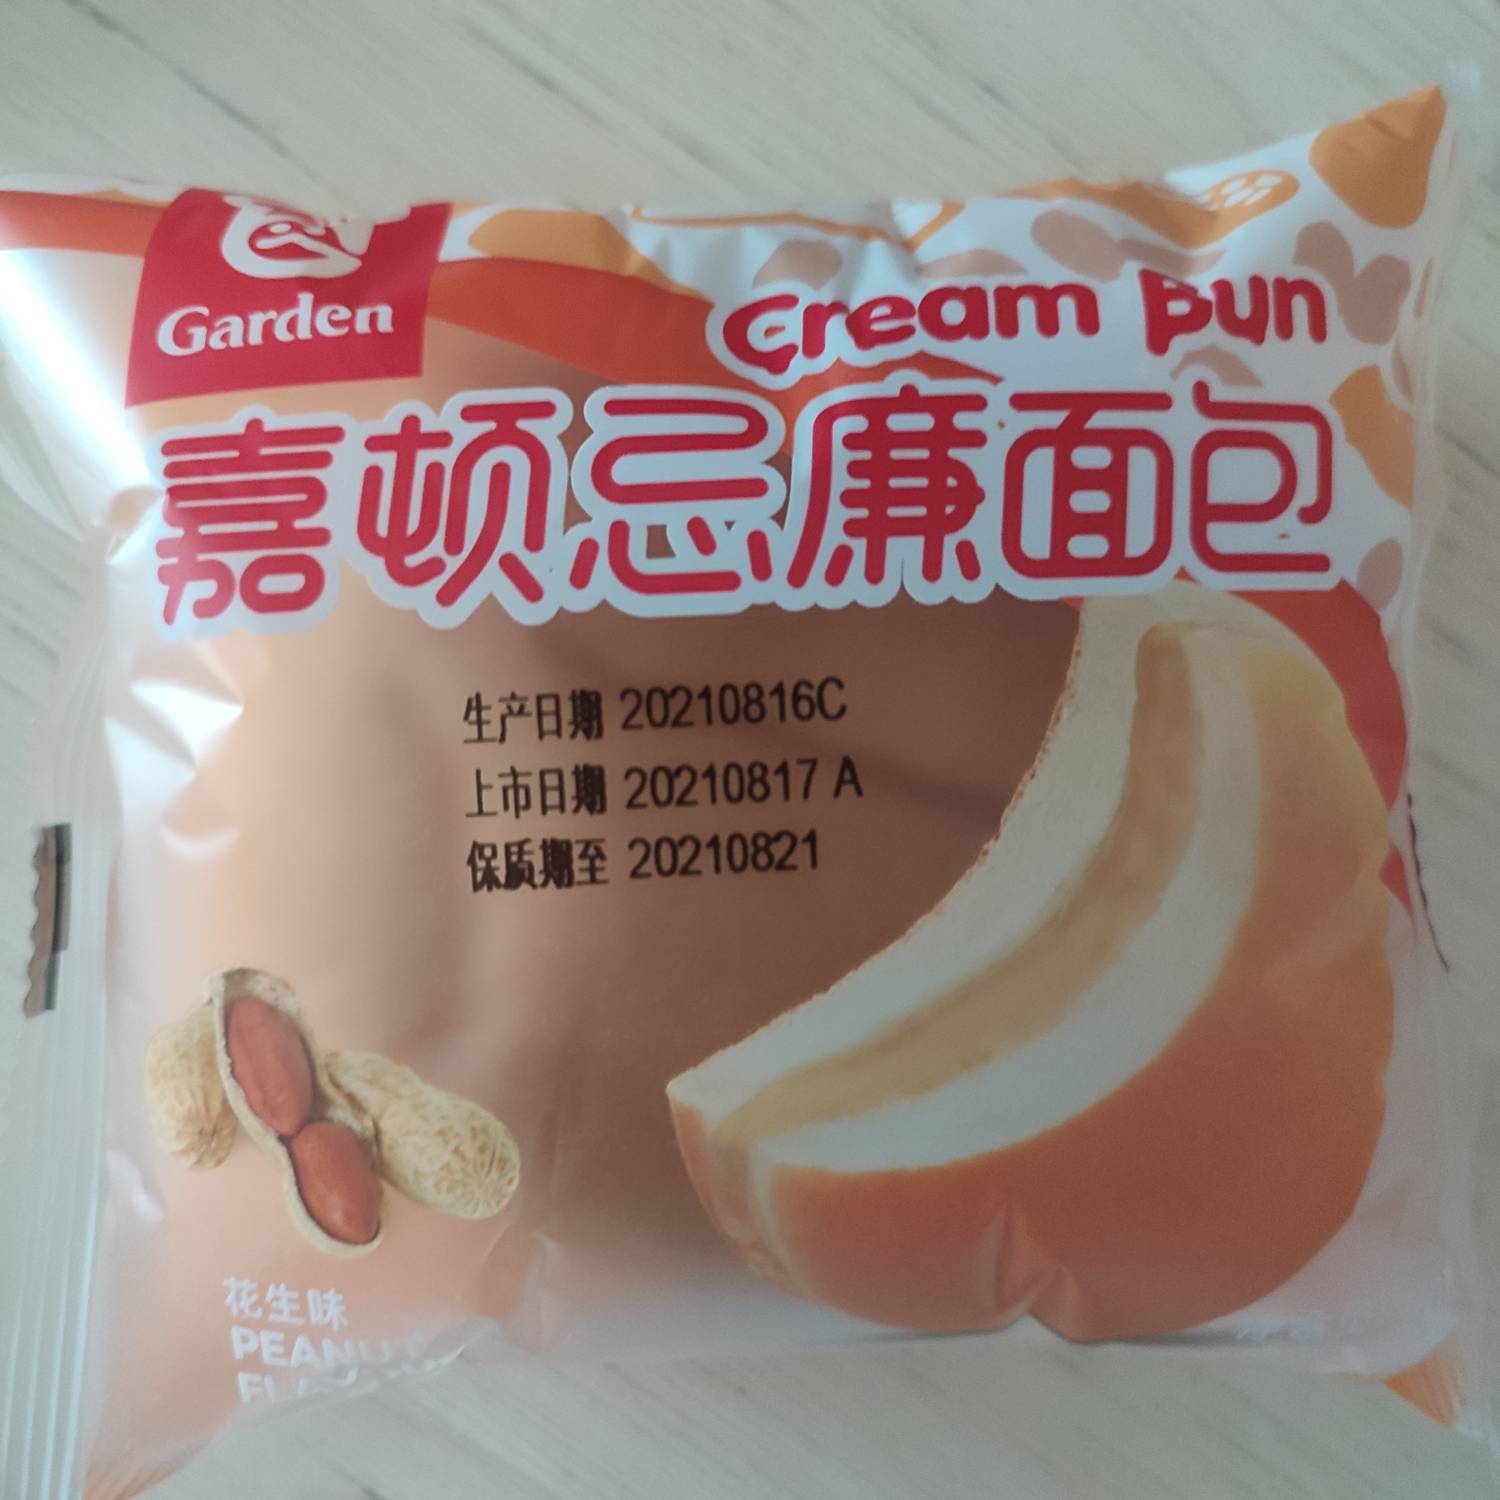 Garden
Cream Bun
嘉顿忌廉面包
生产日期 20210816C
上市日期 20210817 A
保质期至 20210821
花生味
PEANUT